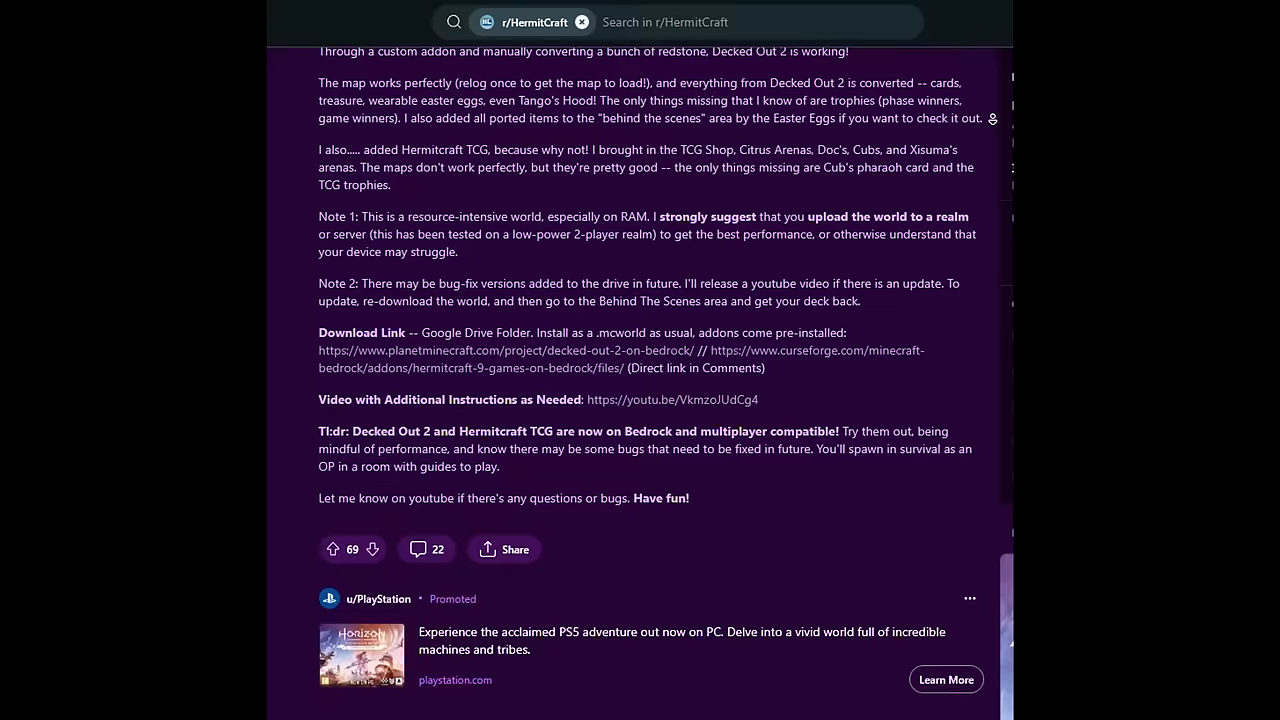 r/HermitCraft
Search in r/HermitCraft
Through a custom addon and manually converting a bunch of redstone, Decked Out 2 is working!
The map works perfectly (relog once to get the map to load!), and everything from Decked Out 2 is converted -- cards,
treasure, wearable easter eggs, even Tango's Hood! The only things missing that I know of are trophies (phase winners,
game winners). I also added all ported items to the "behind the scenes" area by the Easter Eggs if you want to check it out.
I also..... added Hermitcraft TCG, because why not! I brought in the TCG Shop, Citrus Arenas, Doc's, Cubs, and Xisuma's
arenas. The maps don't work perfectly, but they're pretty good -- the only things missing are Cub's pharaoh card and the
TCG trophies.
Note 1: This is a resource-intensive world, especially on RAM. I strongly suggest that you upload the world to a realm
or server (this has been tested on a low-power 2-player realm) to get the best performance, or otherwise understand that
your device may struggle.
Note 2: There may be bug-fix versions added to the drive in future. I'll release a youtube video if there is an update. To
update, re-download the world, and then go to the Behind The Scenes area and get your deck back.
Download Link -- Google Drive Folder. Install as a .mcworld as usual, addons come pre-installed:
https://www.planetminecraft.com/project/decked-out-2-on-bedrock/ // https://www.curseforge.com/minecraft-
bedrock/addons/hermitcraft-9-games-on-bedrock/files/ (Direct link in Comments)
Video with Additional Instructions as Needed: https://youtu.be/VkmzoJUdCg4
Tl:dr: Decked Out 2 and Hermitcraft TCG are now on Bedrock and multiplayer compatible! Try them out, being
mindful of performance, and know there may be some bugs that need to be fixed in future. You'll spawn in survival as an
OP in a room with guides to play.
Let me know on youtube if there's any questions or bugs. Have fun!
69
22
Share
u/PlayStation • Promoted
HORIZON
Experience the acclaimed PS5 adventure out now on PC. Delve into a vivid world full of incredible
machines and tribes.
playstation.com
Learn More